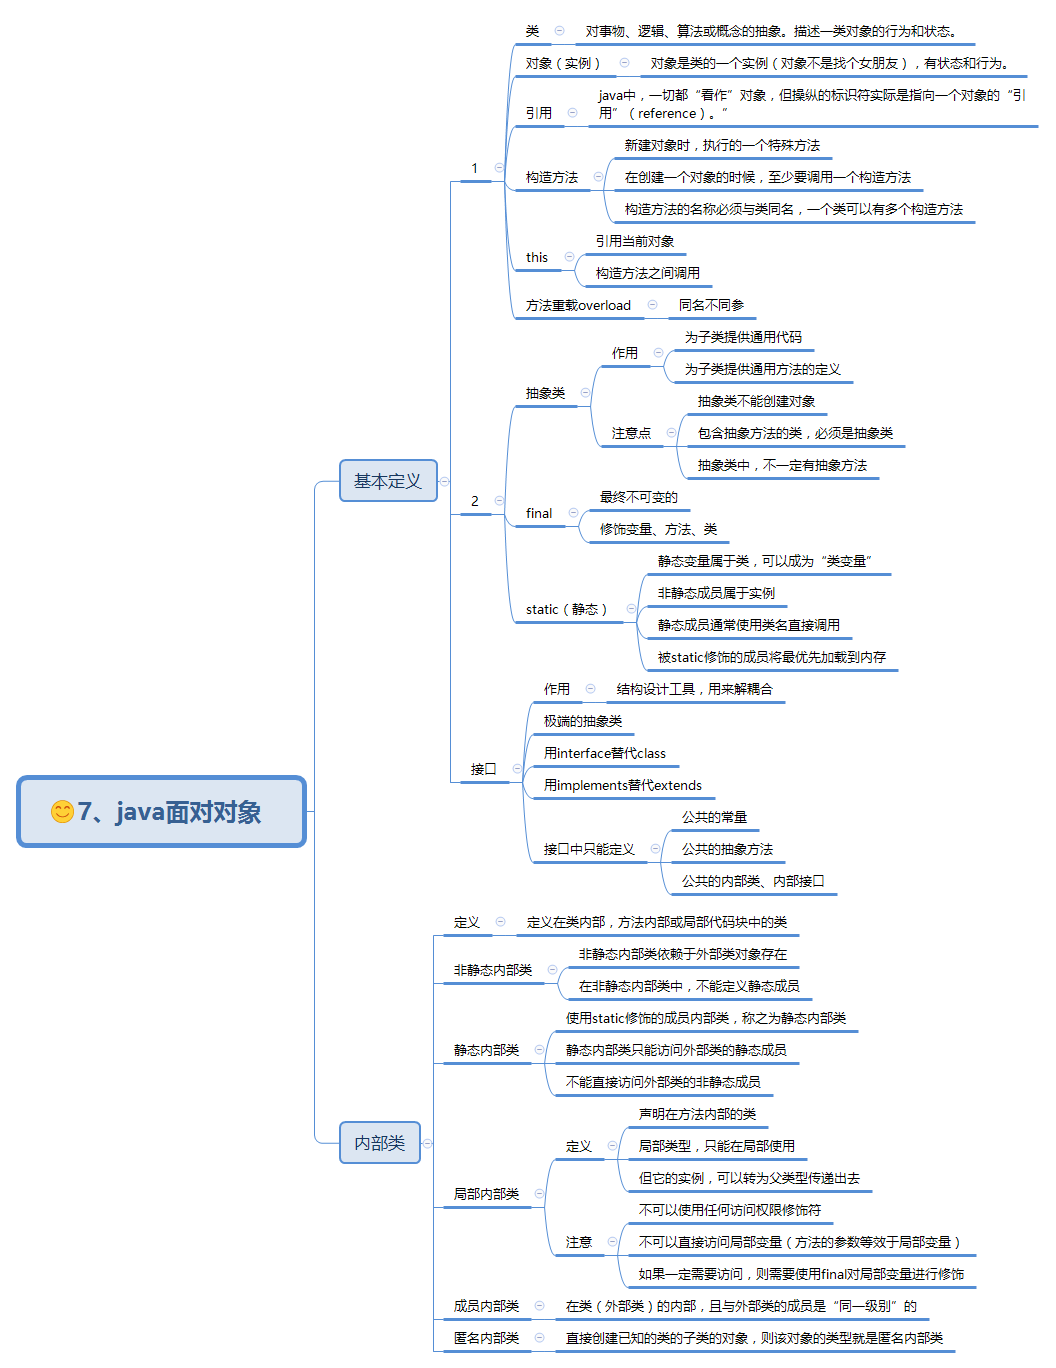 类
对事物、逻辑、算法或概念的抽象。描述一类对象的行为和状态。
对象（实例）
对象是类的一个实例（对象不是找个女朋友），有状态和行为。
引用
java中，一切都“看作”对象，但操纵的标识符实际是指向一个对象的“引
用”（reference）。“
1
构造方法
新建对象时，执行的一个特殊方法
在创建一个对象的时候，至少要调用一个构造方法
构造方法的名称必须与类同名，一个类可以有多个构造方法
this
引用当前对象
构造方法之间调用
方法重载overload
同名不同参
基本定义
2
抽象类
作用
为子类提供通用代码
为子类提供通用方法的定义
注意点
抽象类不能创建对象
包含抽象方法的类，必须是抽象类
抽象类中，不一定有抽象方法
final
最终不可变的
修饰变量、方法、类
static（静态）
静态变量属于类，可以成为“类变量”
非静态成员属于实例
静态成员通常使用类名直接调用
被static修饰的成员将最优先加载到内存
接口
作用
结构设计工具，用来解耦合
极端的抽象类
用interface替代class
用implements替代extends
接口中只能定义
公共的常量
公共的抽象方法
公共的内部类、内部接口
7、java面对对象
内部类
定义
定义在类内部，方法内部或局部代码块中的类
非静态内部类
非静态内部类依赖于外部类对象存在
在非静态内部类中，不能定义静态成员
静态内部类
使用static修饰的成员内部类，称之为静态内部类
静态内部类只能访问外部类的静态成员
不能直接访问外部类的非静态成员
局部内部类
定义
声明在方法内部的类
局部类型，只能在局部使用
但它的实例，可以转为父类型传递出去
注意
不可以使用任何访问权限修饰符
不可以直接访问局部变量（方法的参数等效于局部变量）
如果一定需要访问，则需要使用final对局部变量进行修饰
成员内部类
在类（外部类）的内部，且与外部类的成员是“同一级别”的
匿名内部类
直接创建已知的类的子类的对象，则该对象的类型就是匿名内部类